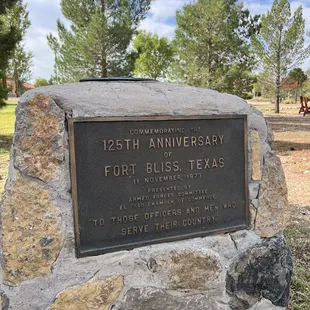 COMMEMORATING THE
125TH ANNIVERSARY
OF
FORT BLISS, TEXAS
11 NOVEMBER, 1973
PRESENTED BY
ARMED FORCES COMMITTEE
EL PASO CHAMBER OF COMMERCE
"TO THOSE OFFICERS AND MEN WHO
SERVE THEIR COUNTRY"